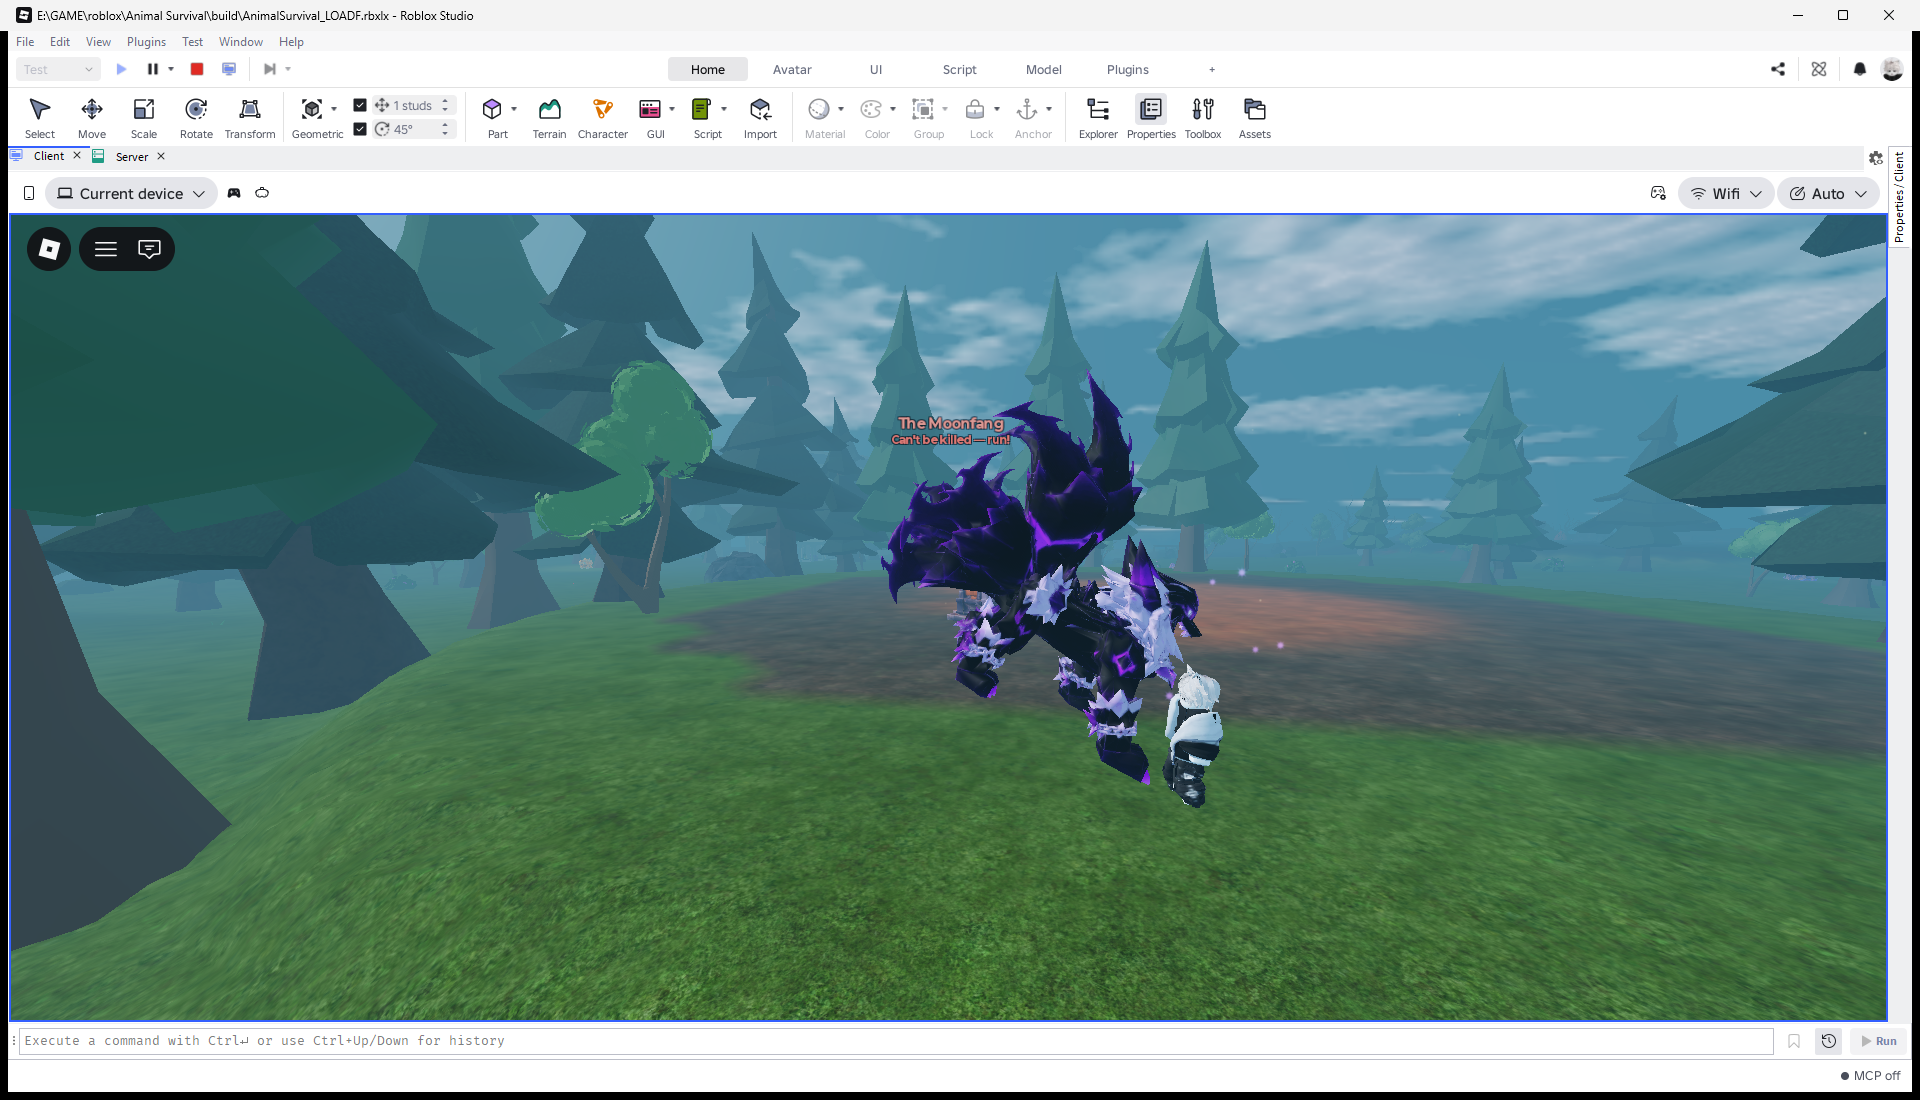 E:\GAME\roblox\Animal Survival\build\AnimalSurvival_LOADF.rbxlx - Roblox Studio
File Edit View Plugins Test Window Help
Test
Home Avatar UI Script Model Plugins +
Select Move Scale Rotate Transform Geometric 1 studs 45° Part Terrain Character GUI Script Import Material Color Group Lock Anchor Explorer Properties Toolbox Assets
Client Server
Properties / Client
Current device Wifi Auto
The Moonfang
Can't be killed — run!
Execute a command with Ctrl↵ or use Ctrl+Up/Down for history
Run
MCP off